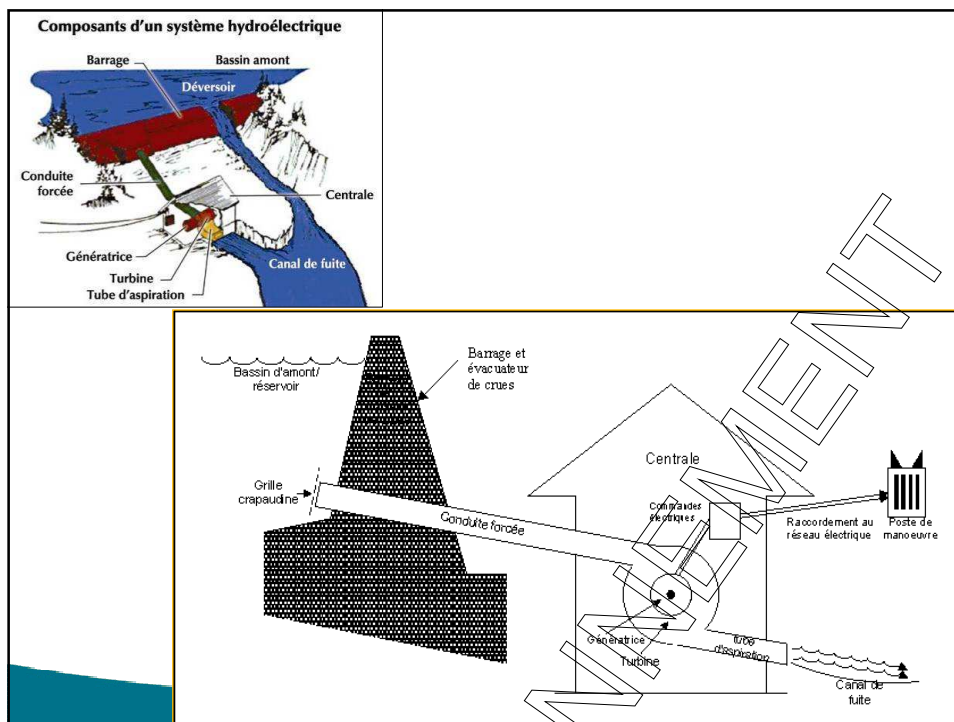 Composants d'un système hydroélectrique
Barrage
Bassin amont
Déversoir
Conduite
forcée
Centrale
Génératrice
Canal de fuite
Turbine
Tube d'aspiration
Barrage et
évacuateur
de crues
Bassin d'amont/
réservoir
Centrale
Grille
crapaudine
Commandes
électriques
Conduite forcée
Raccordement au
réseau électrique
Poste de
manoeuvre
Génératrice
Turbine
tube
d'aspiration
Canal de
fuite